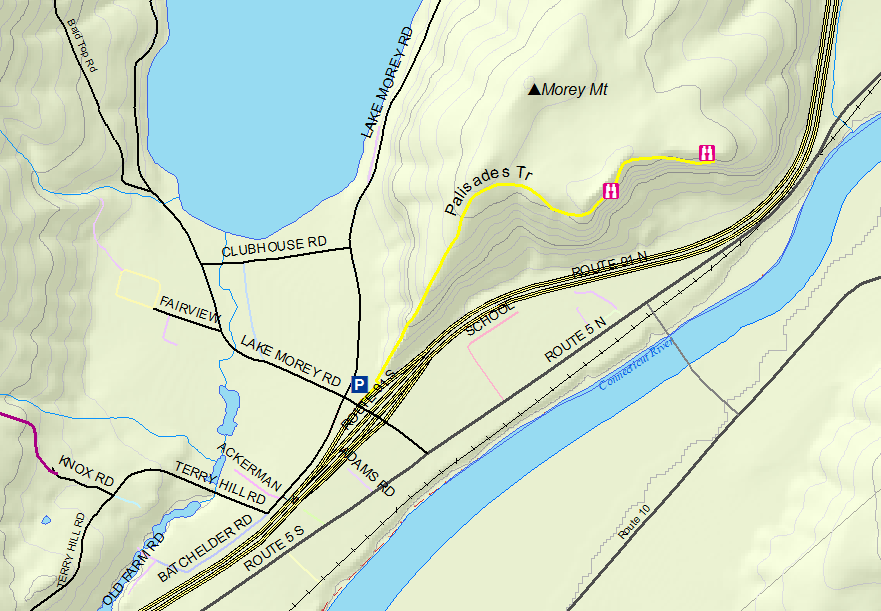 Bald Top Rd
LAKE MOREY RD
Morey Mt
Palisades Tr
CLUBHOUSE RD
ROUTE 91 N
FAIRVIEW
SCHOOL
ROUTE 5 N
LAKE MOREY RD
Connecticut River
P
ROUTE 91 S
ACKERMAN
ADAMS RD
KNOX RD
TERRY HILL RD
Route 10
BATCHELDER RD
ROUTE 5 S
TERRY HILL RD
OLD FARM RD